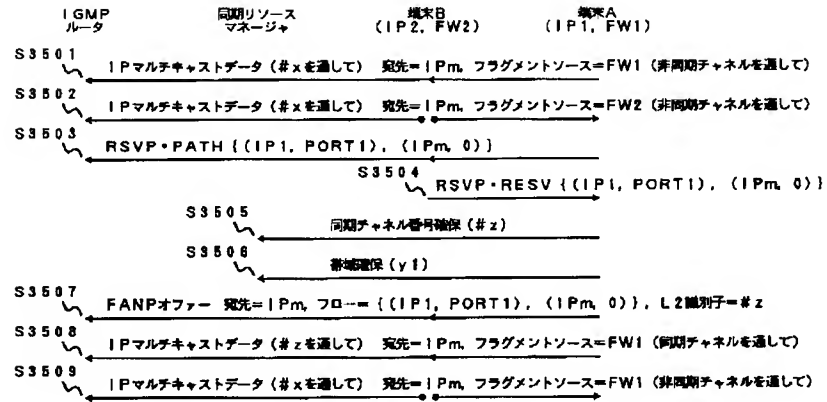 IGMP
ルータ
同期リソース
マネージャ
端末B
(IP2, FW2)
端末A
(IP1, FW1)
S3501
IPマルチキャストデータ (#xを通して) 宛先=IPm, フラグメントソース=FW1 (非同期チャネルを通して)
S3502
IPマルチキャストデータ (#xを通して) 宛先=IPm, フラグメントソース=FW2 (非同期チャネルを通して)
S3503
RSVP・PATH {(IP1, PORT1), (IPm, 0)}
S3504
RSVP・RESV {(IP1, PORT1), (IPm, 0)}
S3505
同期チャネル番号確保 (#z)
S3506
帯域確保 (y1)
S3507
FANPオファー 宛先=IPm, フロー={(IP1, PORT1), (IPm, 0)}, L2識別子=#z
S3508
IPマルチキャストデータ (#zを通して) 宛先=IPm, フラグメントソース=FW1 (同期チャネルを通して)
S3509
IPマルチキャストデータ (#xを通して) 宛先=IPm, フラグメントソース=FW1 (非同期チャネルを通して)